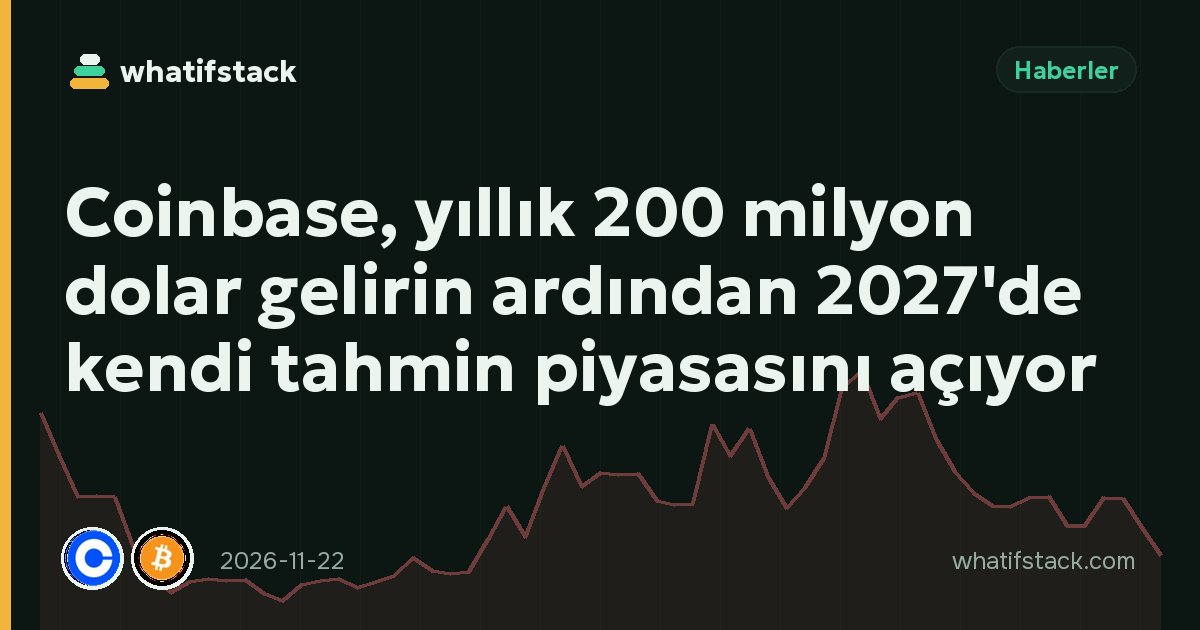 whatifstack
Haberler
Coinbase, yıllık 200 milyon
dolar gelirin ardından 2027'de
kendi tahmin piyasasını açıyor
2026-11-22
whatifstack.com